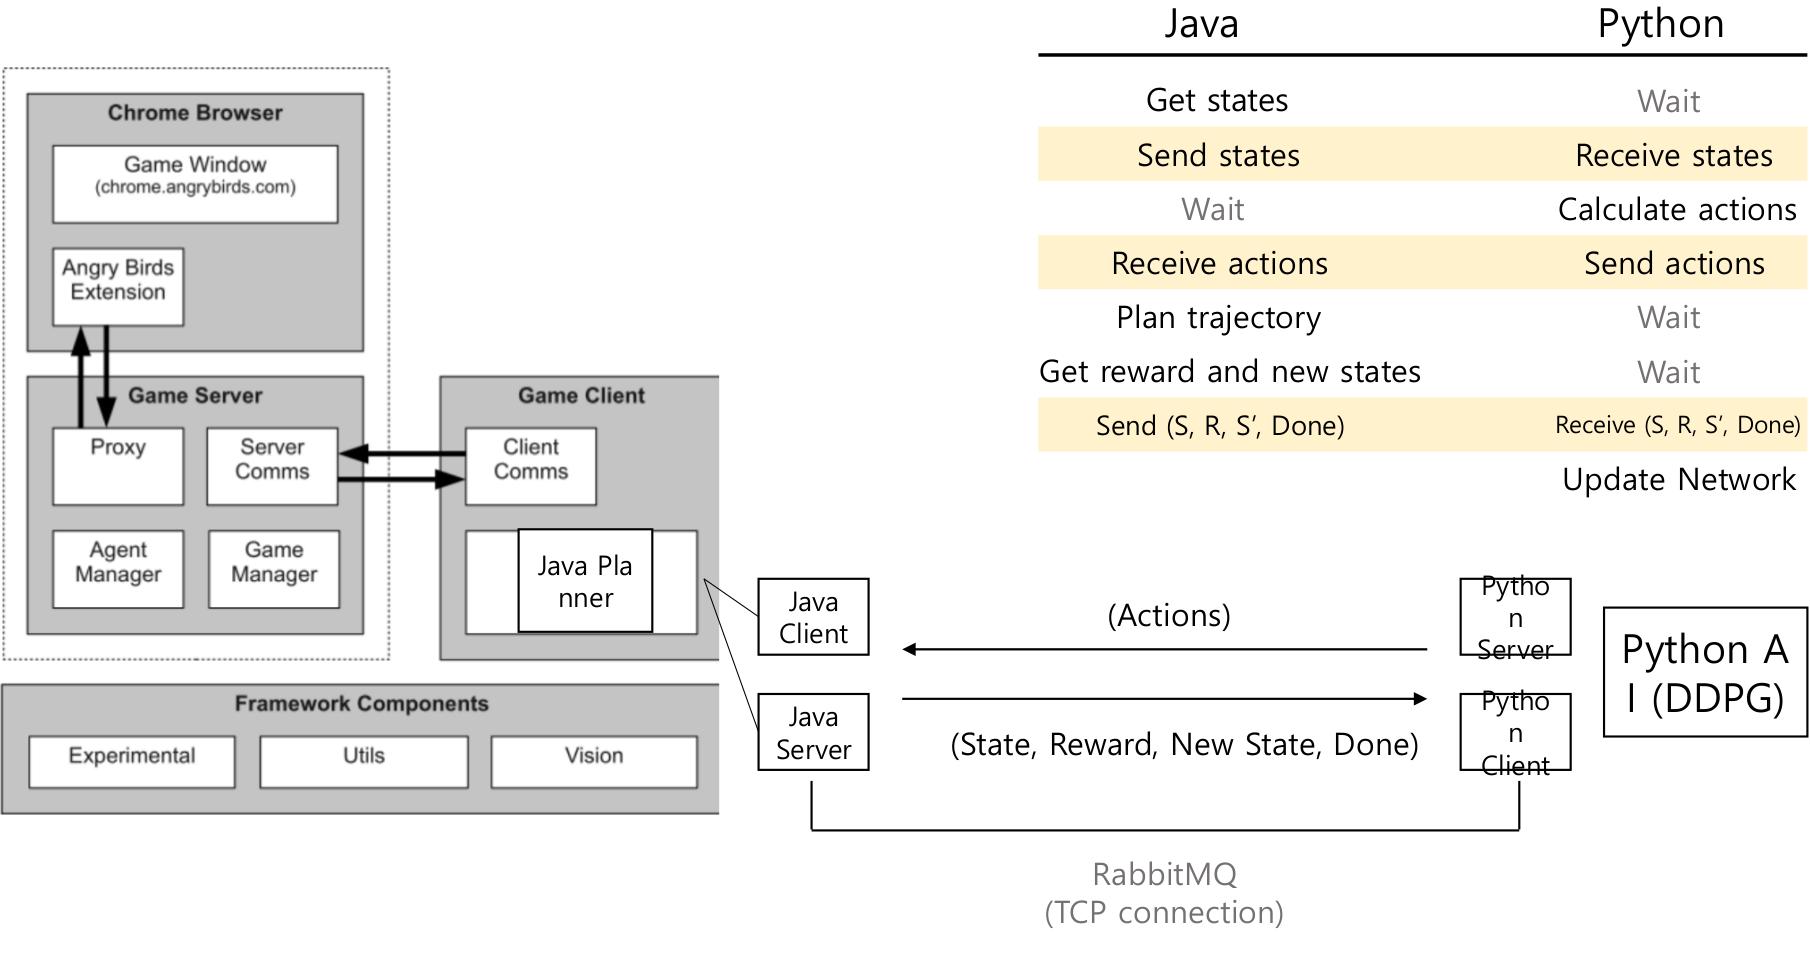 Java Python
Get states Wait
Send states Receive states
Wait Calculate actions
Receive actions Send actions
Plan trajectory Wait
Get reward and new states Wait
Send (S, R, S’, Done) Receive (S, R, S’, Done)
Update Network
Chrome Browser
Game Window
(chrome.angrybirds.com)
Angry Birds
Extension
Game Server
Proxy
Server
Comms
Agent
Manager
Game
Manager
Game Client
Client
Comms
Java Pla
nner
Framework Components
Experimental
Utils
Vision
Java
Client
Java
Server
(Actions)
(State, Reward, New State, Done)
Pytho
n
Server
Pytho
n
Client
Python A
I (DDPG)
RabbitMQ
(TCP connection)